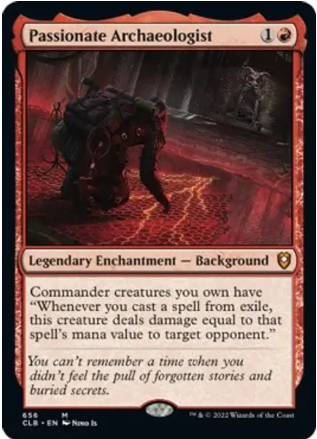 Passionate Archaeologist 1
Legendary Enchantment — Background
Commander creatures you own have
“Whenever you cast a spell from exile,
this creature deals damage equal to that
spell's mana value to target opponent.”
You can't remember a time when you
didn't feel the pull of forgotten stories and
buried secrets.
656 M
CLB • EN Nino Is
™ & © 2022 Wizards of the Coast